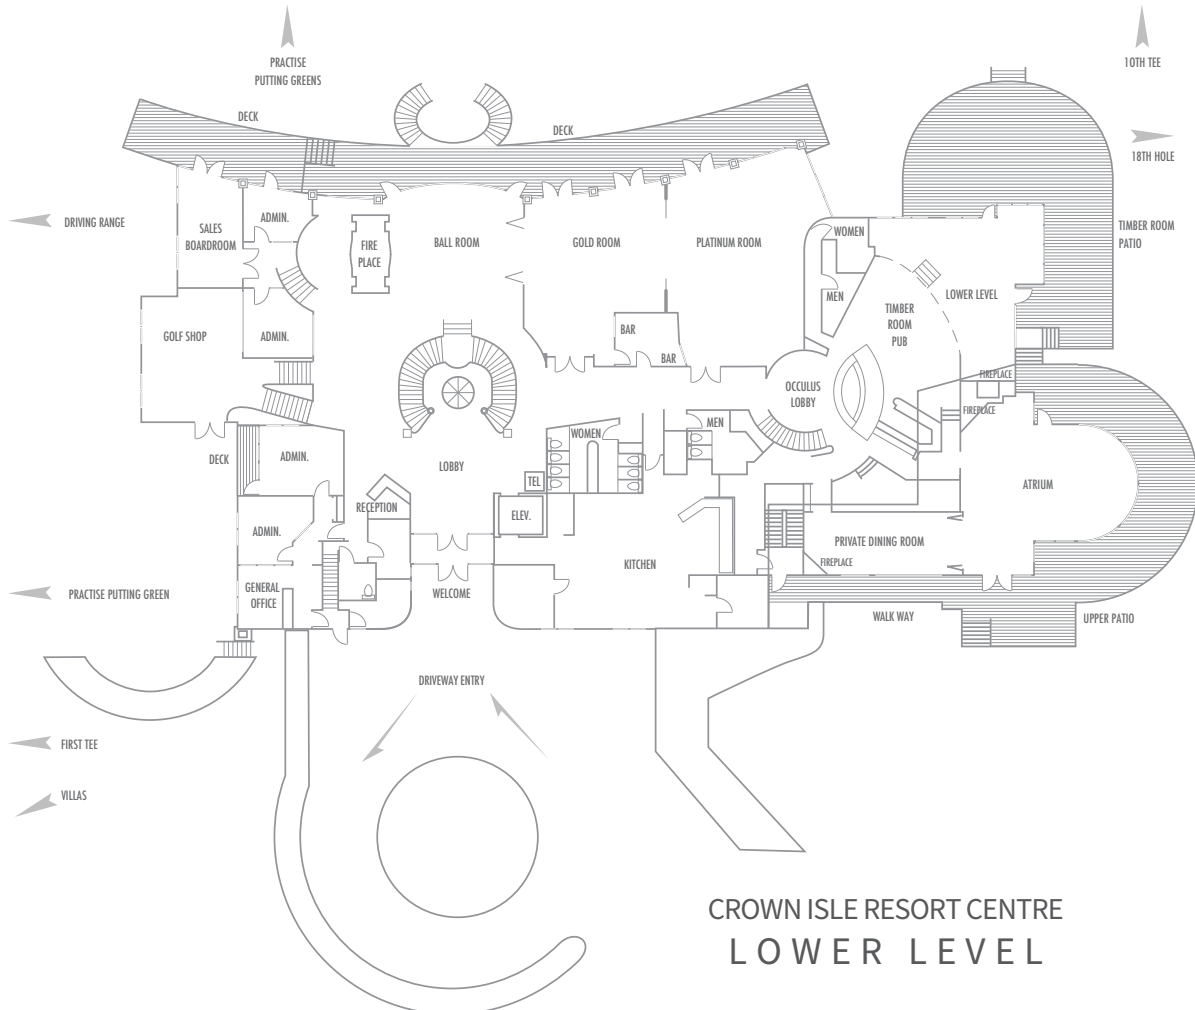 PRACTISE
PUTTING GREENS
10TH TEE
DECK
DECK
18TH HOLE
DRIVING RANGE
SALES
BOARDROOM
ADMIN.
FIRE
PLACE
BALL ROOM
GOLD ROOM
PLATINUM ROOM
WOMEN
TIMBER ROOM
PATIO
MEN
LOWER LEVEL
TIMBER
ROOM
PUB
GOLF SHOP
ADMIN.
BAR
BAR
FIREPLACE
OCCULUS
LOBBY
FIREPLACE
MEN
WOMEN
DECK
ADMIN.
LOBBY
TEL
ATRIUM
RECEPTION
ELEV.
ADMIN.
PRIVATE DINING ROOM
KITCHEN
FIREPLACE
GENERAL
OFFICE
WELCOME
PRACTISE PUTTING GREEN
WALK WAY
UPPER PATIO
DRIVEWAY ENTRY
FIRST TEE
VILLAS
CROWN ISLE RESORT CENTRE
LOWER LEVEL